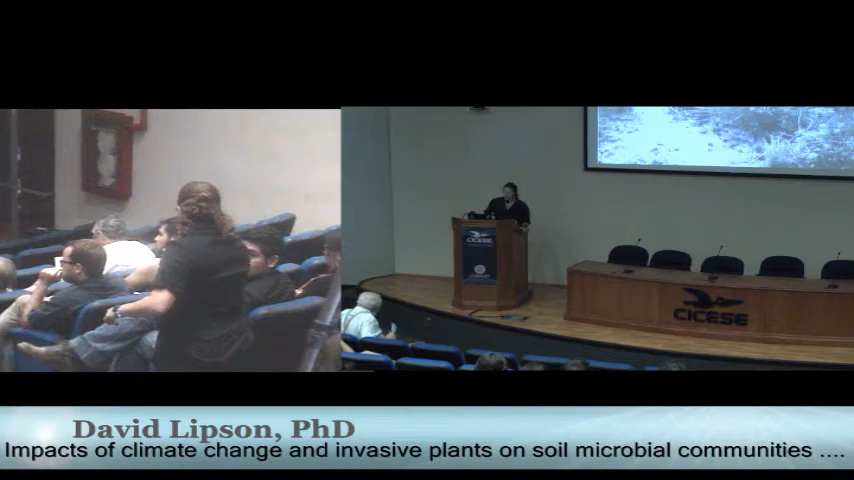 CICESE
CICESE
David Lipson, PhD
Impacts of climate change and invasive plants on soil microbial communities ....